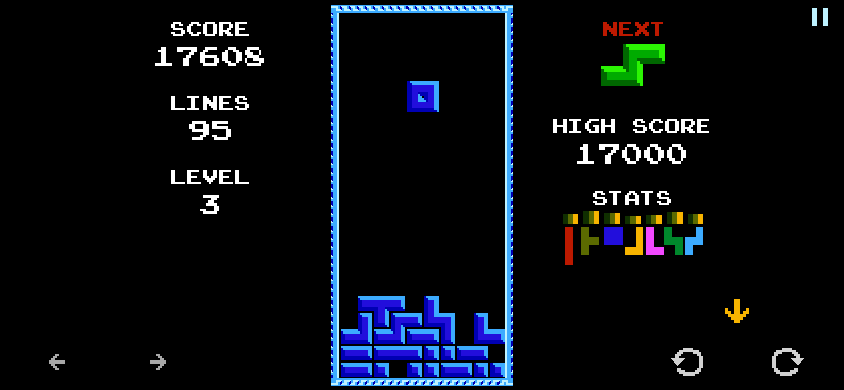 SCORE
17608
LINES
95
LEVEL
3
NEXT
HIGH SCORE
17000
STATS